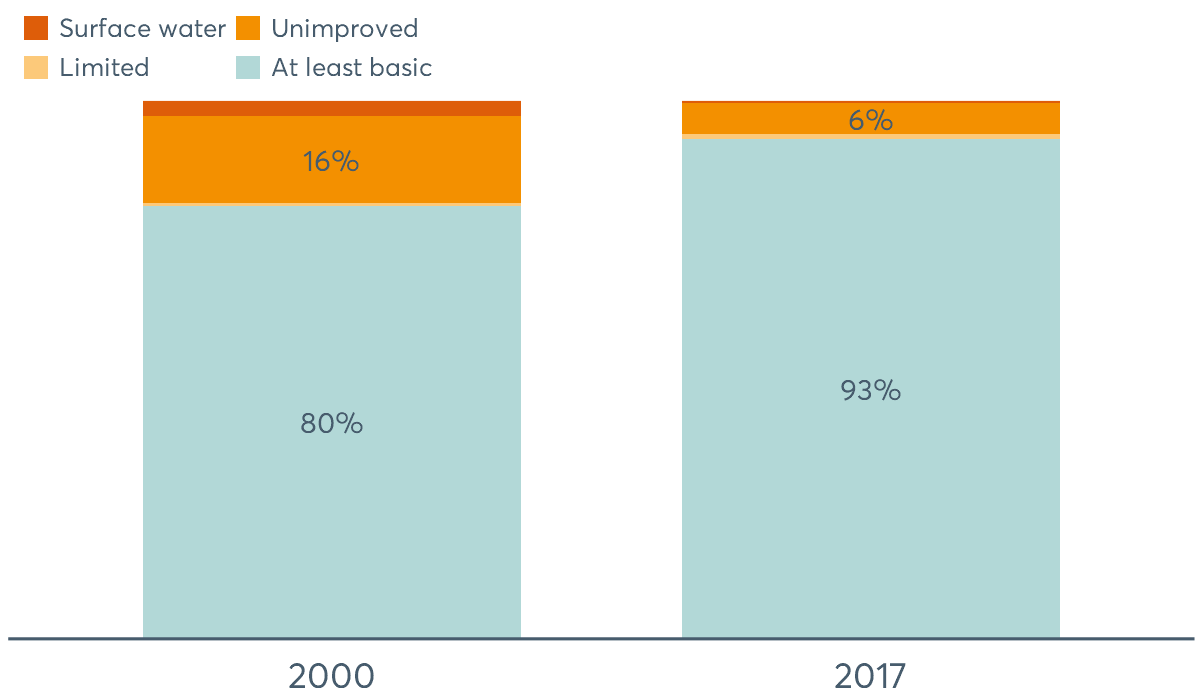 Surface water Unimproved
Limited At least basic
6%
16%
93%
80%
2000 2017